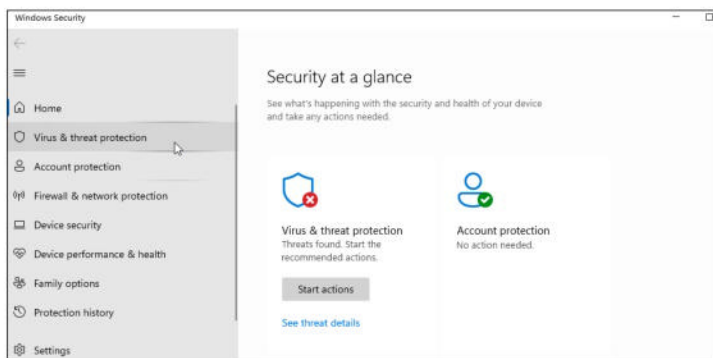 Windows Security
Home
Virus & threat protection
Account protection
Firewall & network protection
Device security
Device performance & health
Family options
Protection history
Settings
Security at a glance
See what's happening with the security and health of your device
and take any actions needed.
Virus & threat protection
Threats found. Start the
recommended actions.
Start actions
See threat details
Account protection
No action needed.